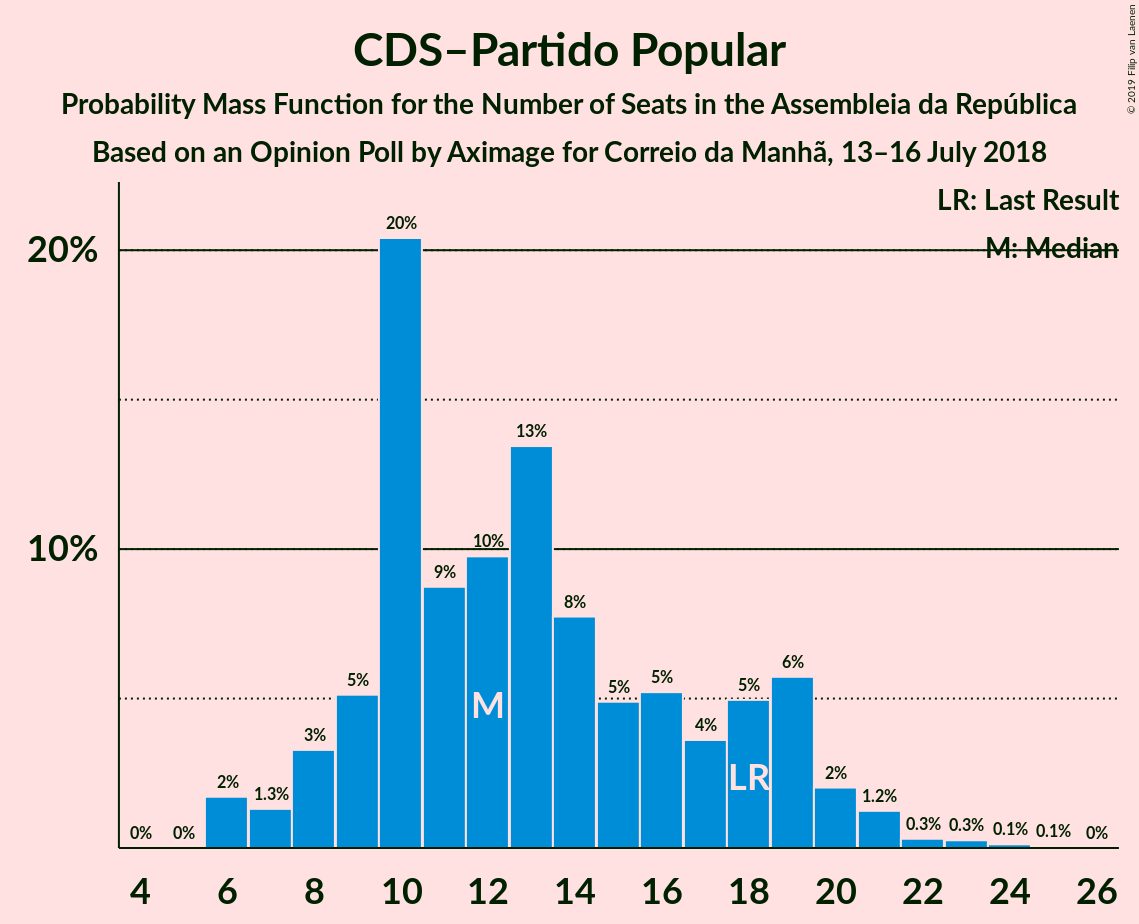 CDS–Partido Popular
Probability Mass Function for the Number of Seats in the Assembleia da República
Based on an Opinion Poll by Aximage for Correio da Manhã, 13–16 July 2018
© 2019 Filip van Laenen
LR: Last Result
M: Median
20%
10%
0% 0% 2% 1.3% 3% 5% 20% 9% 10% 13% 8% 5% 5% 4% 5% 6% 2% 1.2% 0.3% 0.3% 0.1% 0.1% 0%
M
LR
4 6 8 10 12 14 16 18 20 22 24 26